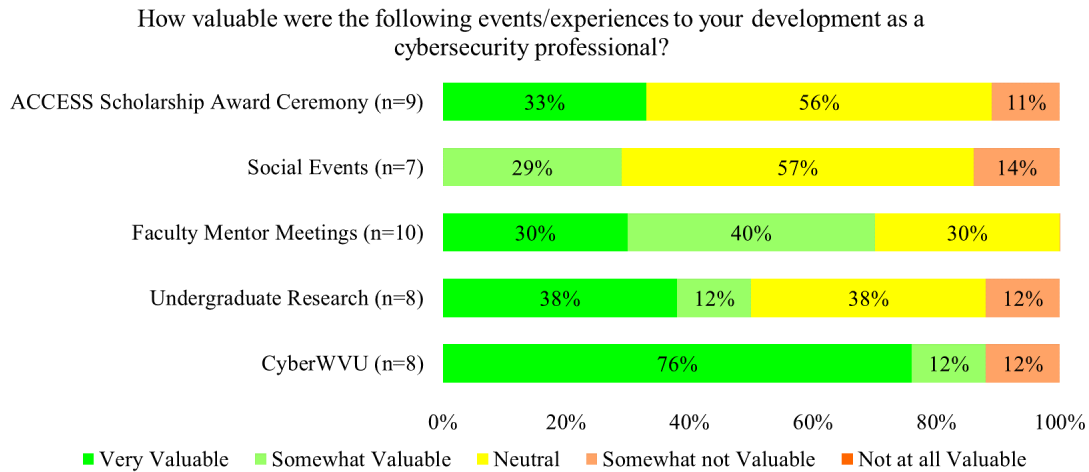 How valuable were the following events/experiences to your development as a
cybersecurity professional?
ACCESS Scholarship Award Ceremony (n=9)
33%
56%
11%
Social Events (n=7)
29%
57%
14%
Faculty Mentor Meetings (n=10)
30%
40%
30%
Undergraduate Research (n=8)
38%
12%
38%
12%
CyberWVU (n=8)
76%
12%
12%
0%
20%
40%
60%
80%
100%
Very Valuable
Somewhat Valuable
Neutral
Somewhat not Valuable
Not at all Valuable